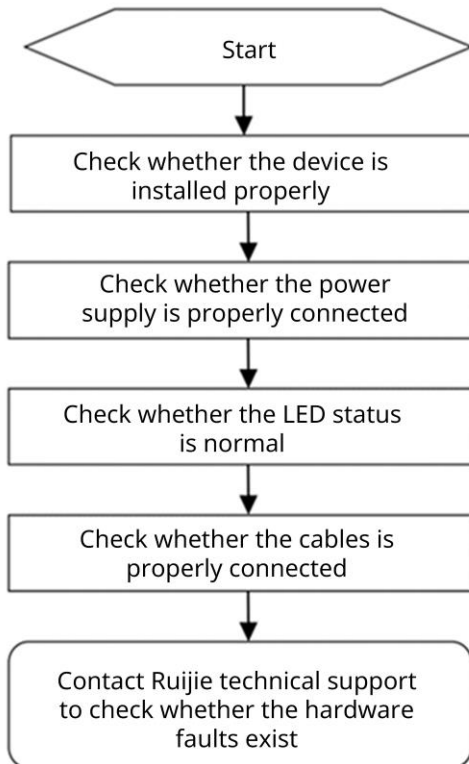 Start
Check whether the device is
installed properly
Check whether the power
supply is properly connected
Check whether the LED status
is normal
Check whether the cables is
properly connected
Contact Ruijie technical support
to check whether the hardware
faults exist